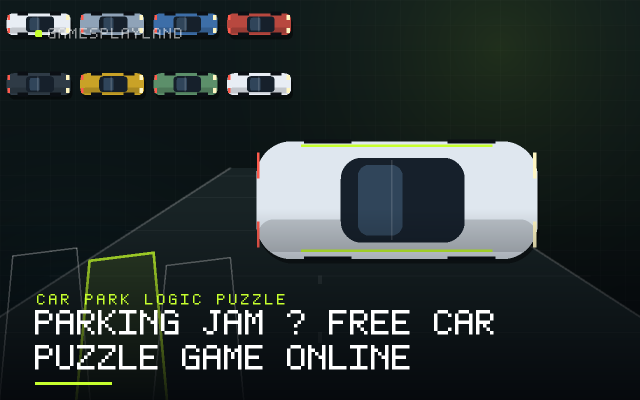 GAMESPLAYLAND
CAR PARK LOGIC PUZZLE
PARKING JAM ? FREE CAR
PUZZLE GAME ONLINE